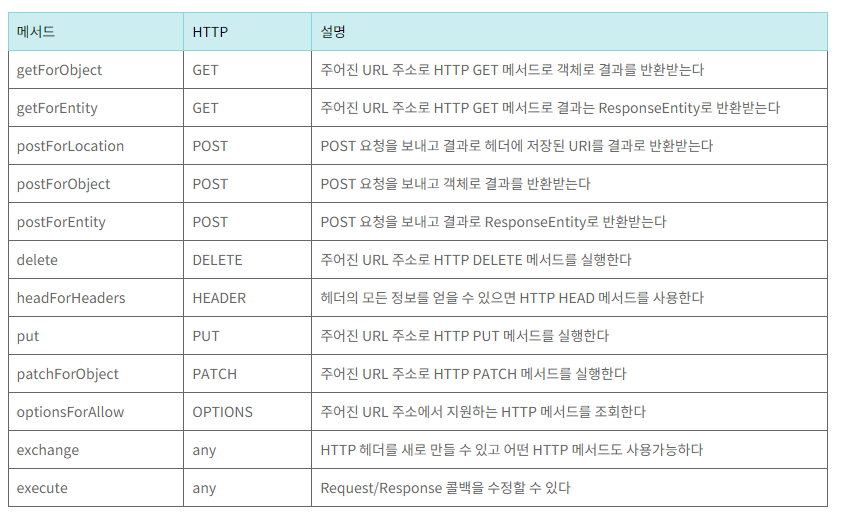 메서드 HTTP 설명
getForObject GET 주어진 URL 주소로 HTTP GET 메서드로 객체로 결과를 반환받는다
getForEntity GET 주어진 URL 주소로 HTTP GET 메서드로 결과는 ResponseEntity로 반환받는다
postForLocation POST POST 요청을 보내고 결과로 헤더에 저장된 URI를 결과로 반환받는다
postForObject POST POST 요청을 보내고 객체로 결과를 반환받는다
postForEntity POST POST 요청을 보내고 결과로 ResponseEntity로 반환받는다
delete DELETE 주어진 URL 주소로 HTTP DELETE 메서드를 실행한다
headForHeaders HEADER 헤더의 모든 정보를 얻을 수 있으면 HTTP HEAD 메서드를 사용한다
put PUT 주어진 URL 주소로 HTTP PUT 메서드를 실행한다
patchForObject PATCH 주어진 URL 주소로 HTTP PATCH 메서드를 실행한다
optionsForAllow OPTIONS 주어진 URL 주소에서 지원하는 HTTP 메서드를 조회한다
exchange any HTTP 헤더를 새로 만들 수 있고 어떤 HTTP 메서드도 사용가능하다
execute any Request/Response 콜백을 수정할 수 있다